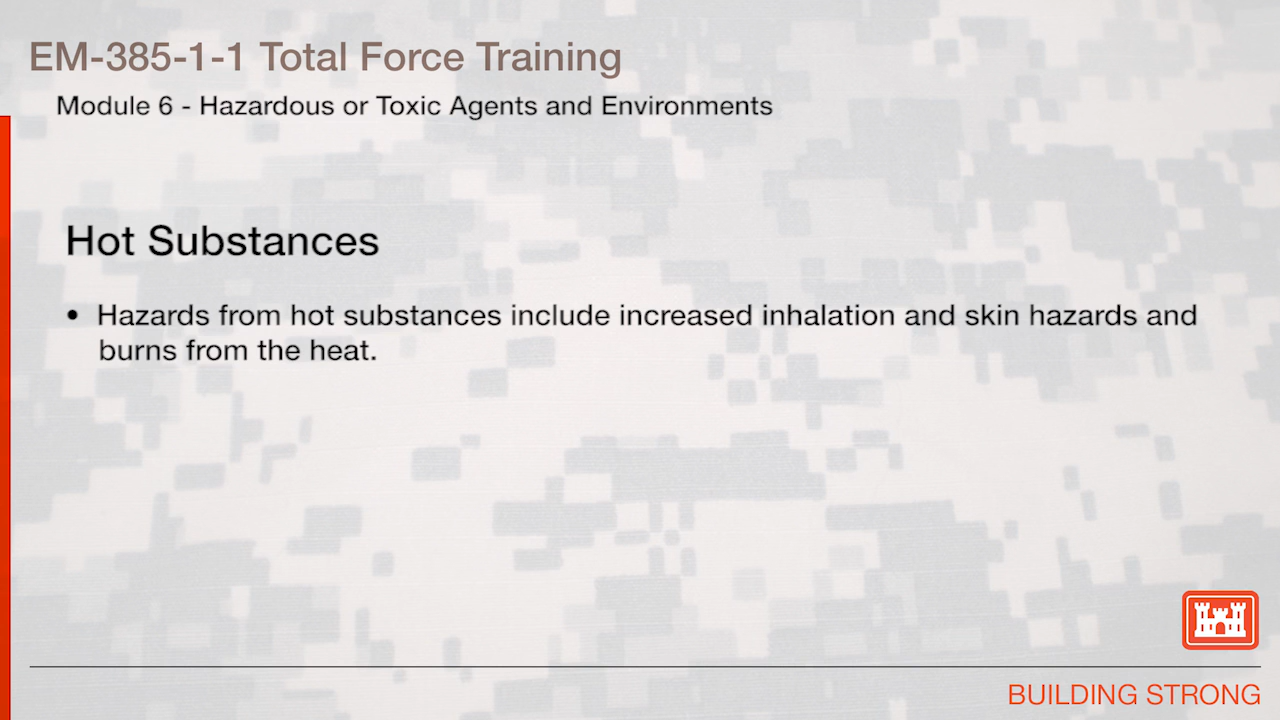 EM-385-1-1 Total Force Training
Module 6 - Hazardous or Toxic Agents and Environments
Hot Substances
• Hazards from hot substances include increased inhalation and skin hazards and
burns from the heat.
BUILDING STRONG